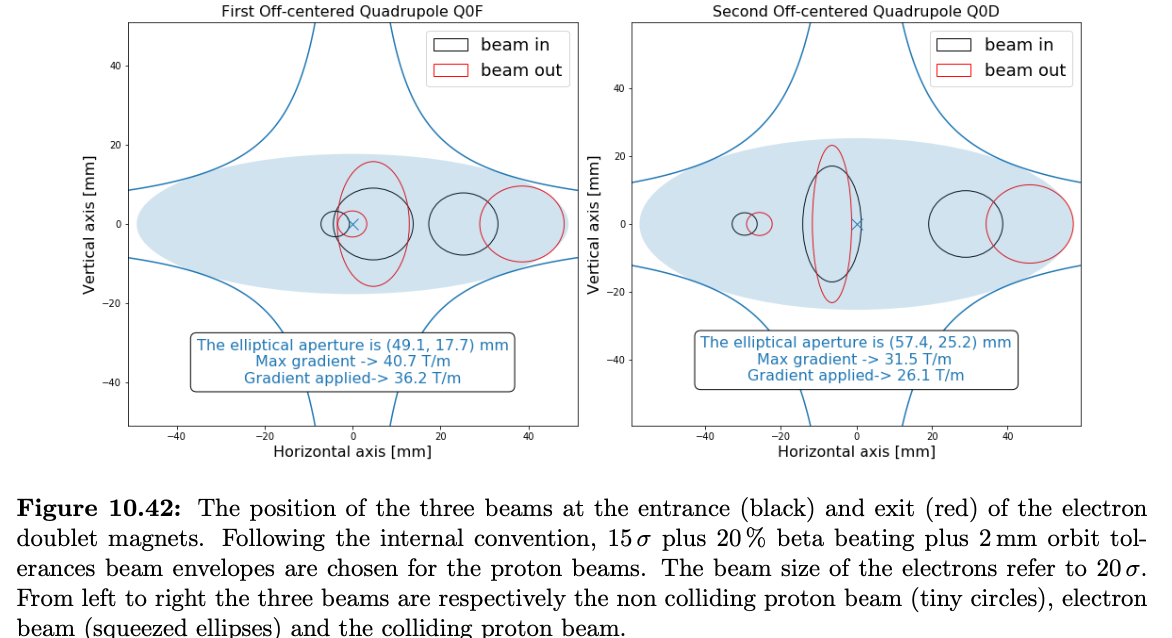 First Off-centered Quadrupole Q0F
beam in
beam out
40
20
0
−20
−40
Vertical axis [mm]
The elliptical aperture is (49.1, 17.7) mm
Max gradient -> 40.7 T/m
Gradient applied-> 36.2 T/m
−40 −20 0 20 40
Horizontal axis [mm]
Second Off-centered Quadrupole Q0D
beam in
beam out
40
20
0
−20
−40
Vertical axis [mm]
The elliptical aperture is (57.4, 25.2) mm
Max gradient -> 31.5 T/m
Gradient applied-> 26.1 T/m
−40 −20 0 20 40
Horizontal axis [mm]
Figure 10.42: The position of the three beams at the entrance (black) and exit (red) of the electron
doublet magnets. Following the internal convention, 15 σ plus 20 % beta beating plus 2 mm orbit tol-
erances beam envelopes are chosen for the proton beams. The beam size of the electrons refer to 20 σ.
From left to right the three beams are respectively the non colliding proton beam (tiny circles), electron
beam (squeezed ellipses) and the colliding proton beam.